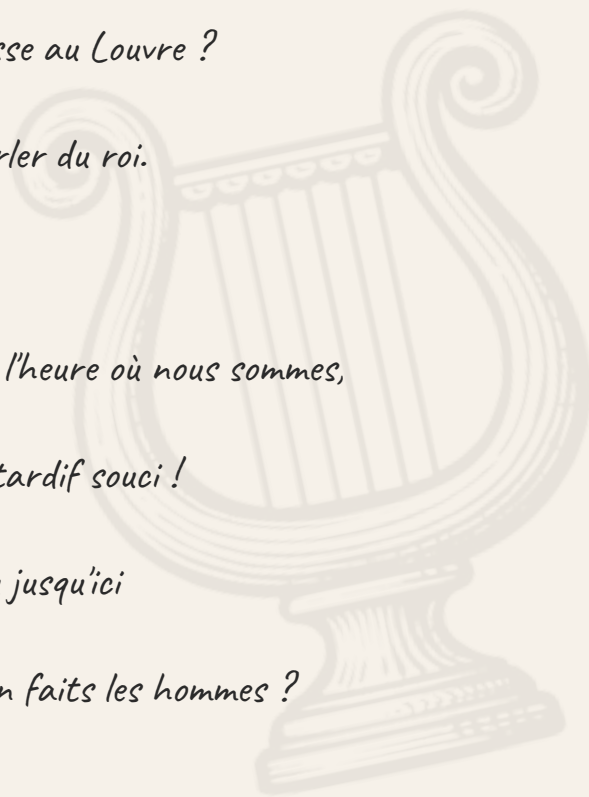 sse au Louvre ?
rler du roi.
l'heure où nous sommes,
tardif souci !
jusqu'ici
n faits les hommes ?